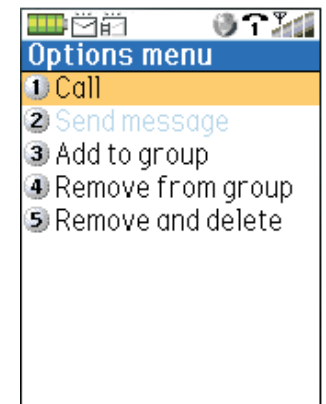 Options menu
1 Call
2 Send message
3 Add to group
4 Remove from group
5 Remove and delete